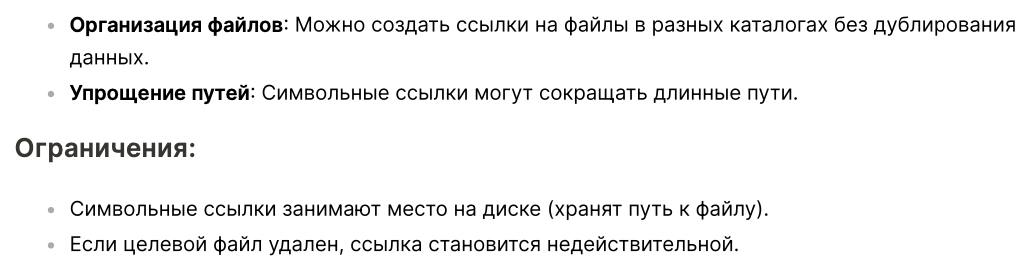 Организация файлов: Можно создать ссылки на файлы в разных каталогах без дублирования
данных.
Упрощение путей: Символьные ссылки могут сокращать длинные пути.
Ограничения:
Символьные ссылки занимают место на диске (хранят путь к файлу).
Если целевой файл удален, ссылка становится недействительной.